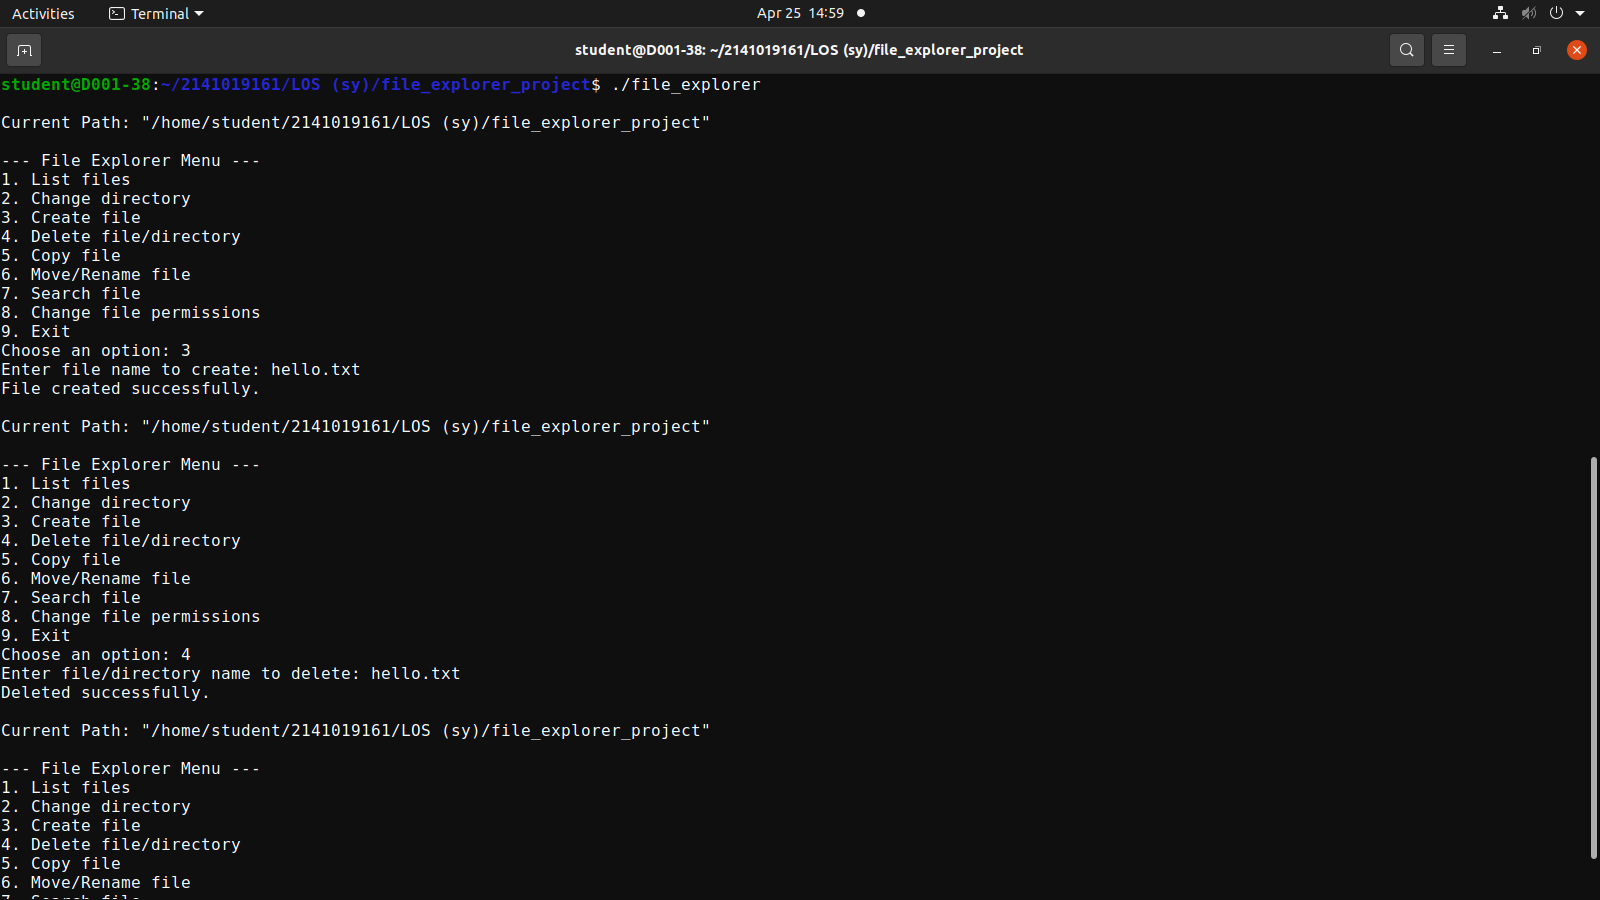 Activities Terminal Apr 25 14:59
student@D001-38: ~/2141019161/LOS (sy)/file_explorer_project
student@D001-38:~/2141019161/LOS (sy)/file_explorer_project$ ./file_explorer
Current Path: "/home/student/2141019161/LOS (sy)/file_explorer_project"
--- File Explorer Menu ---
1. List files
2. Change directory
3. Create file
4. Delete file/directory
5. Copy file
6. Move/Rename file
7. Search file
8. Change file permissions
9. Exit
Choose an option: 3
Enter file name to create: hello.txt
File created successfully.
Current Path: "/home/student/2141019161/LOS (sy)/file_explorer_project"
--- File Explorer Menu ---
1. List files
2. Change directory
3. Create file
4. Delete file/directory
5. Copy file
6. Move/Rename file
7. Search file
8. Change file permissions
9. Exit
Choose an option: 4
Enter file/directory name to delete: hello.txt
Deleted successfully.
Current Path: "/home/student/2141019161/LOS (sy)/file_explorer_project"
--- File Explorer Menu ---
1. List files
2. Change directory
3. Create file
4. Delete file/directory
5. Copy file
6. Move/Rename file
7. Search file